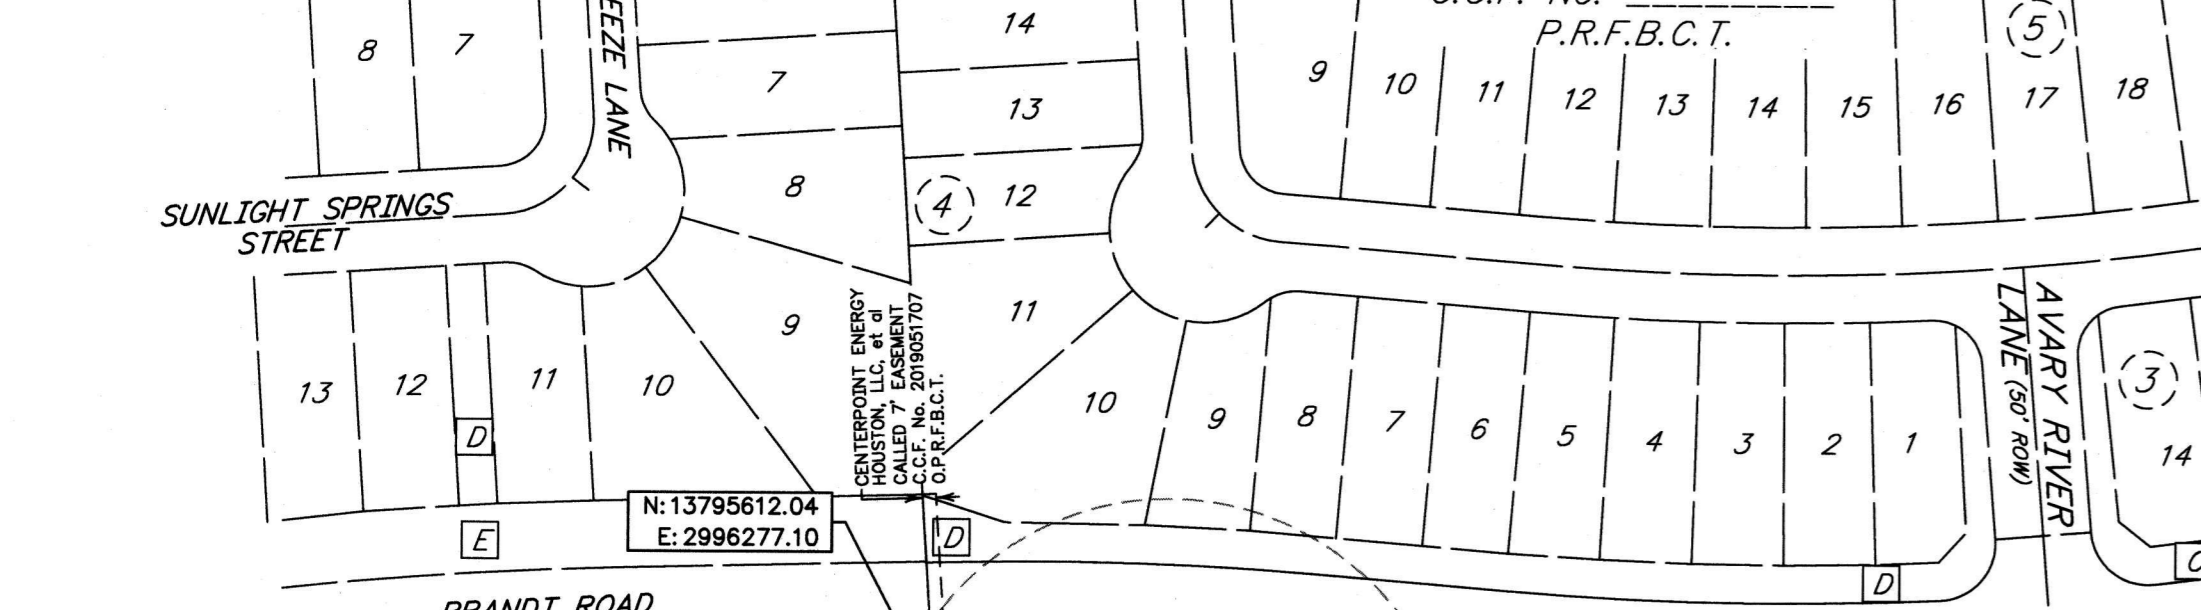 P.R.F.B.C.T.
5
14
8
7
EEZE LANE
7
9
10
11
12
13
14
15
16
17
18
13
8
4
12
SUNLIGHT SPRINGS
STREET
9
11
CENTERPOINT ENERGY
HOUSTON, LLC, et al
CALLED 7' EASEMENT
C.C.F. No. 2019051707
O.P.R.F.B.C.T.
AVARY RIVER
LANE (50' ROW)
3
13
12
11
10
10
9
8
7
6
5
4
3
2
1
14
D
N: 13795612.04
E: 2996277.10
E
D
D
BRANDT ROAD